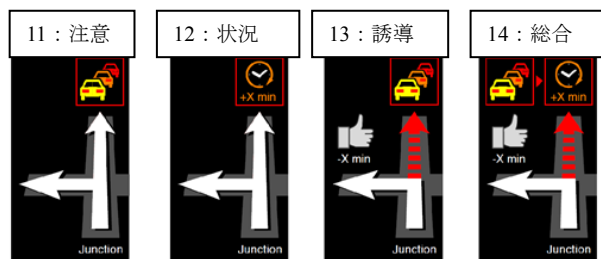 11：注意
12：状況
13：誘導
14：総合
+X min
+X min
-X min
-X min
Junction
Junction
Junction
Junction